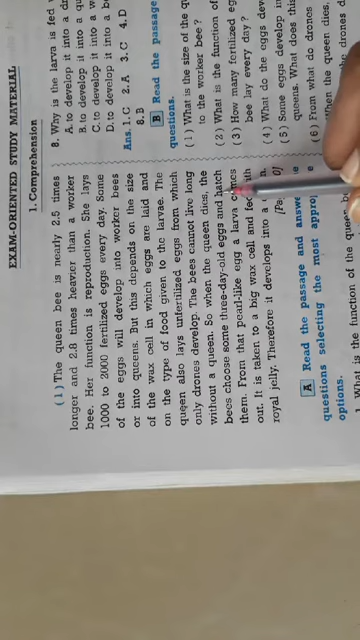 EXAM-ORIENTED STUDY MATERIAL
1. Comprehension
(1) The queen bee is nearly 2.5 times
longer and 2.8 times heavier than a worker
bee. Her function is reproduction. She lays
1000 to 2000 fertilized eggs every day. Some
of the eggs will develop into worker bees
or into queens. But this depends on the size
of the wax cell in which eggs are laid and
on the type of food given to the larvae. The
queen also lays unfertilized eggs from which
only drones develop. The bees cannot live long
without a queen. So when the queen dies, the
bees choose some three-day-old eggs and hatch
them. From that pearl-like egg a larva comes
out. It is taken to a big wax cell and fed with
royal jelly. Therefore it develops into a
A Read the passage and answer
questions selecting the most
options.
1. What is the function of the queen
8. Why is the larva is fed
A. to develop it into a
B. to develop it into a
C. to develop it into a
D. to develop it into a
Ans. 1. C 2. A 3. C 4. D
8. B
B Read the passage
questions.
(1) What is the size of the
to the worker bee ?
(2) What is the function of
(3) How many fertilized
bee lay every day ?
(4) What do the eggs
(5) Some eggs develop
queens. What does this
(6) From what do drones
When the queen dies,
drones